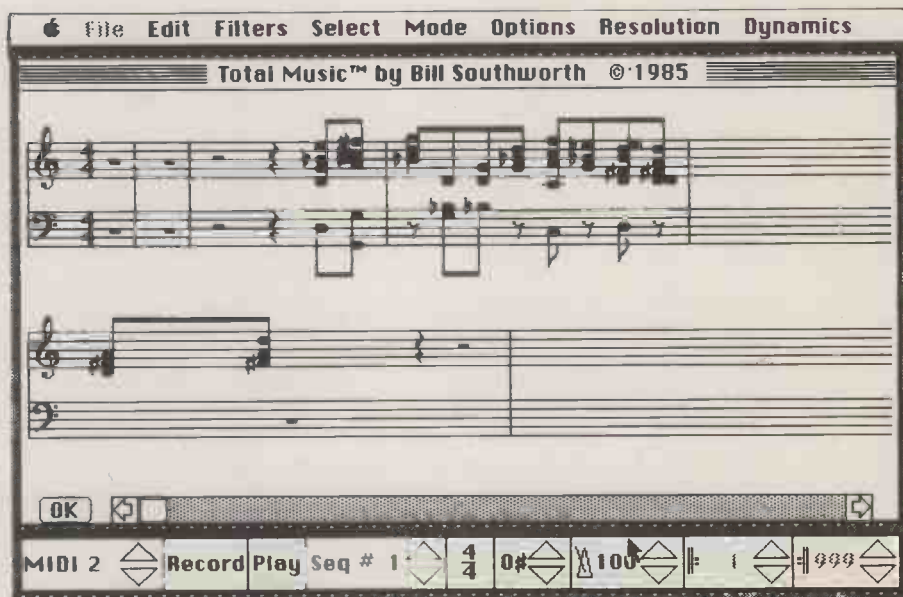 File Edit Filters Select Mode Options Resolution Dynamics
Total Music™ by Bill Southworth © 1985
OK
MIDI 2 Record Play Seq # 1 4/4 0# 100 1 999